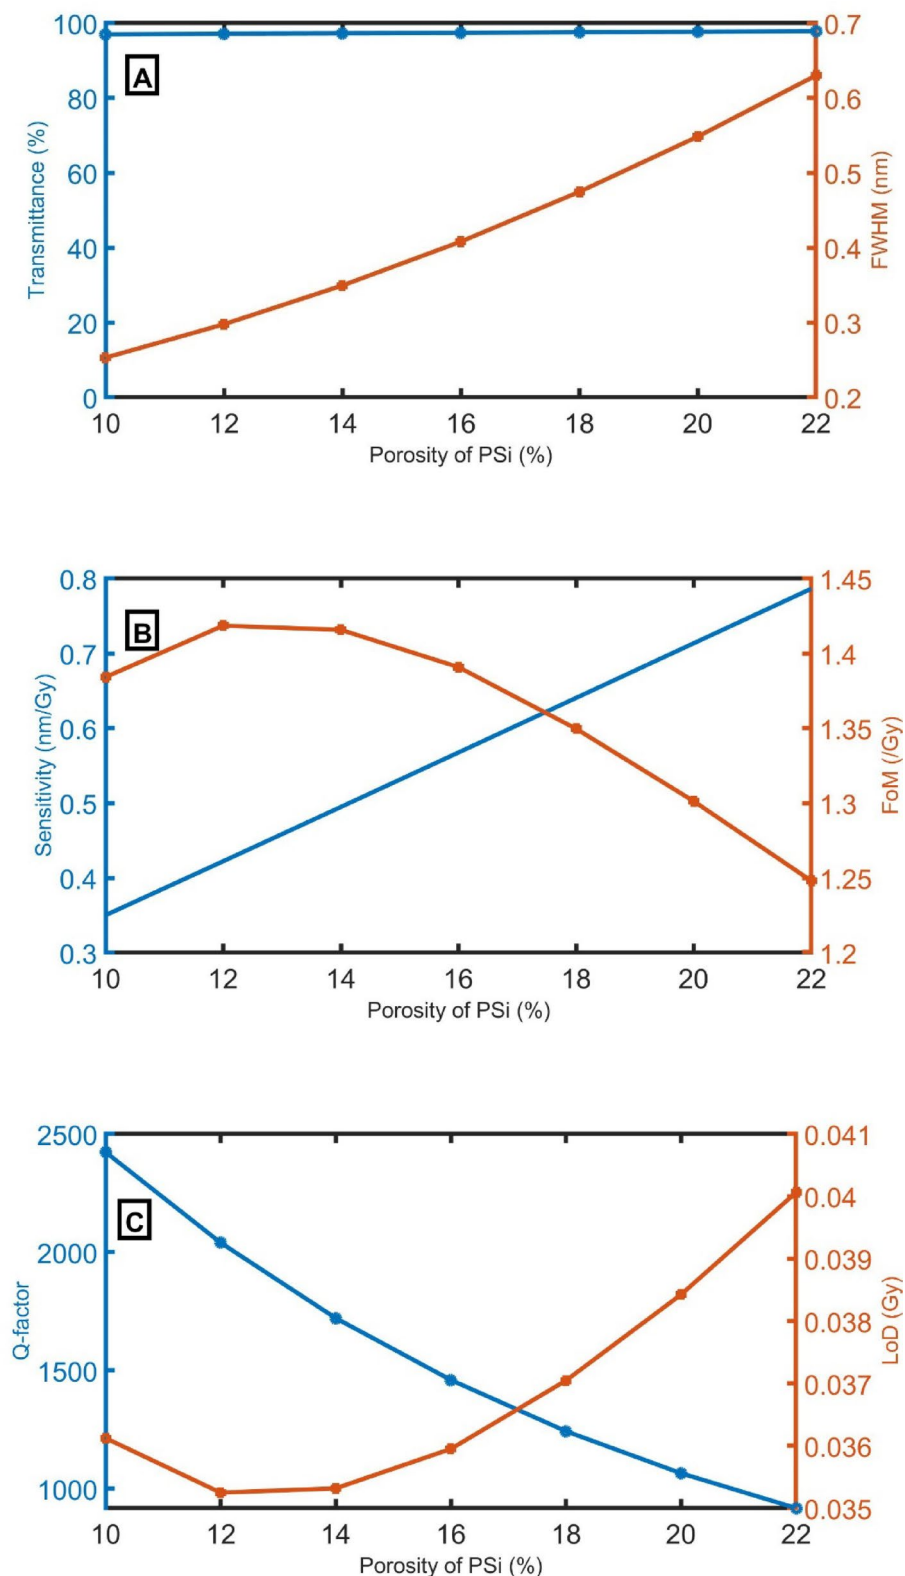 A
Transmittance (%)
100
80
60
40
20
0
0.7
0.6
0.5
0.4
0.3
0.2
FWHM (nm)
10 12 14 16 18 20 22
Porosity of PSi (%)
B
Sensitivity (nm/Gy)
0.8
0.7
0.6
0.5
0.4
0.3
1.45
1.4
1.35
1.3
1.25
1.2
FoM (/Gy)
10 12 14 16 18 20 22
Porosity of PSi (%)
C
Q-factor
2500
2000
1500
1000
0.041
0.04
0.039
0.038
0.037
0.036
0.035
LoD (Gy)
10 12 14 16 18 20 22
Porosity of PSi (%)